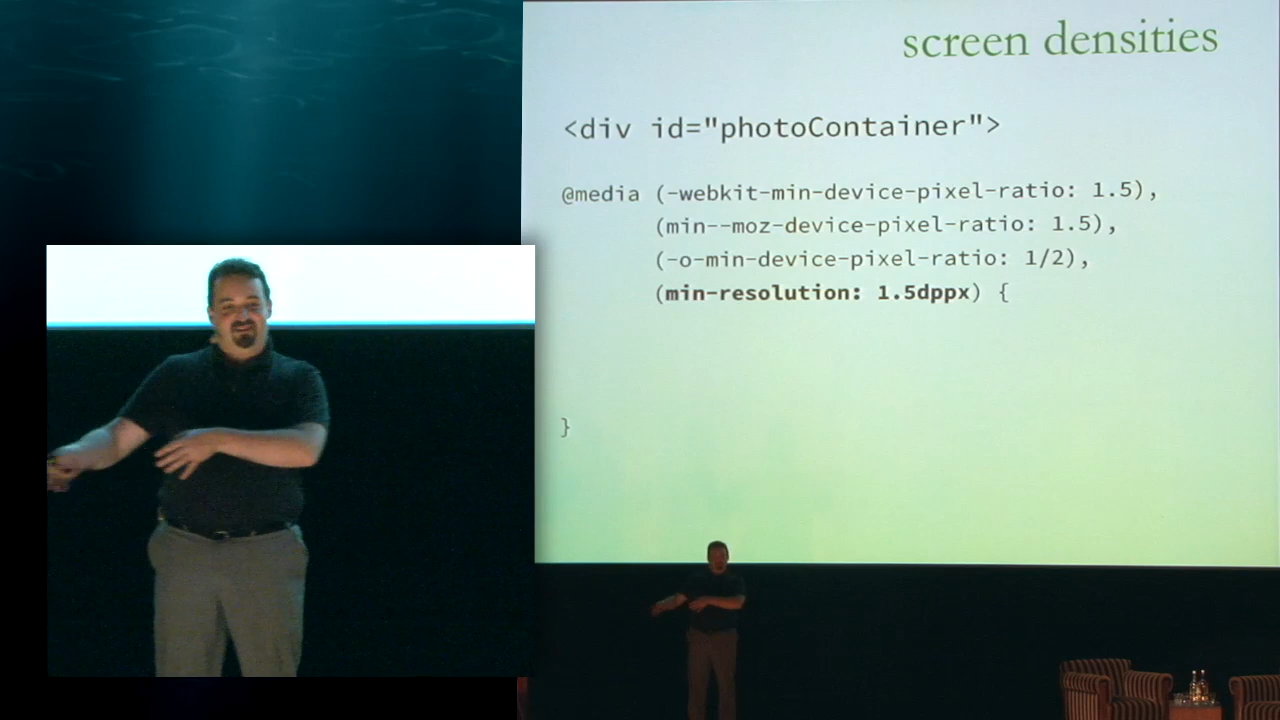 screen densities
<div id="photoContainer">
@media (-webkit-min-device-pixel-ratio: 1.5),
(min--moz-device-pixel-ratio: 1.5),
(-o-min-device-pixel-ratio: 1/2),
(min-resolution: 1.5dppx) {
}